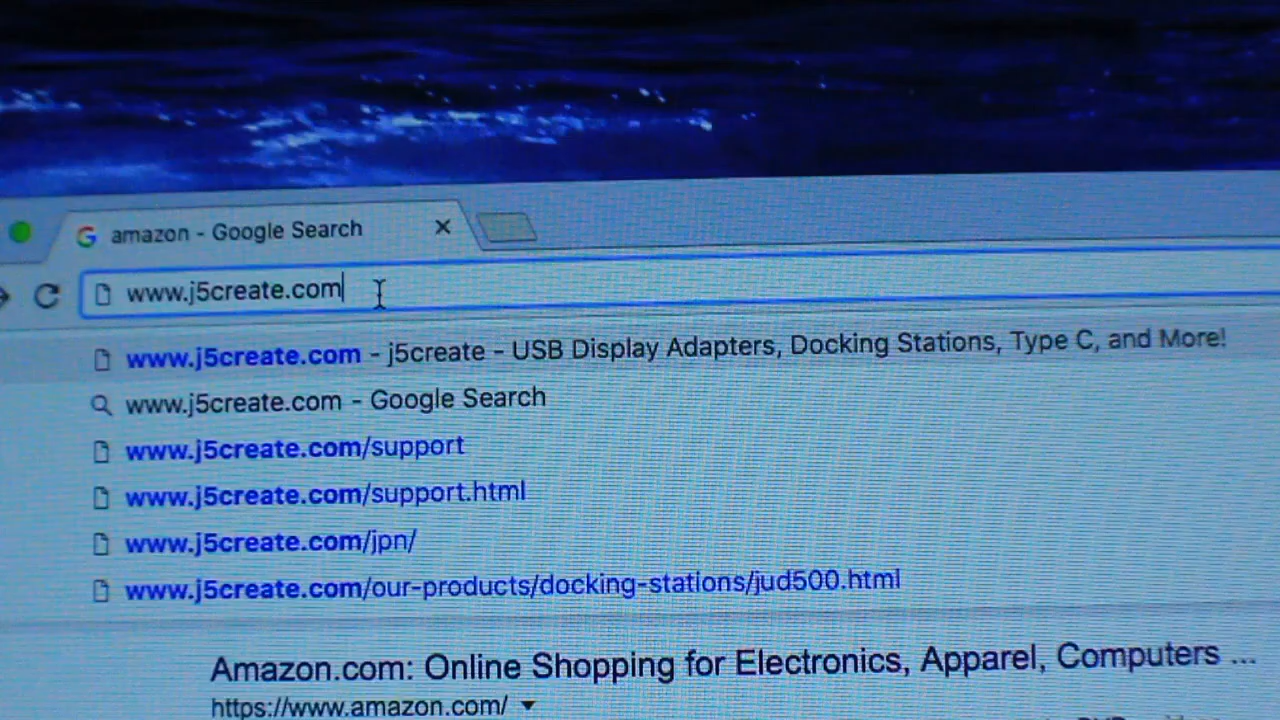 amazon - Google Search
www.j5create.com
www.j5create.com - j5create - USB Display Adapters, Docking Stations, Type C, and More!
www.j5create.com - Google Search
www.j5create.com/support
www.j5create.com/support.html
www.j5create.com/jpn/
www.j5create.com/our-products/docking-stations/jud500.html
Amazon.com: Online Shopping for Electronics, Apparel, Computers ...
https://www.amazon.com/